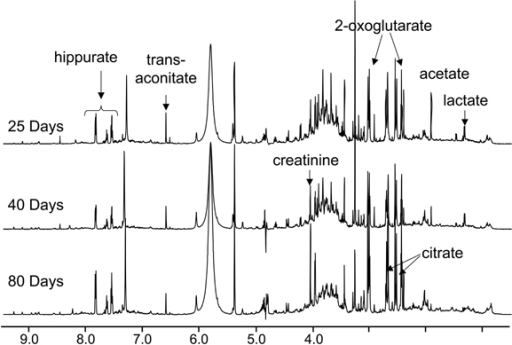 2-oxoglutarate
hippurate
trans-
aconitate
acetate
lactate
25 Days
creatinine
40 Days
citrate
80 Days
9.0 8.0 7.0 6.0 5.0 4.0